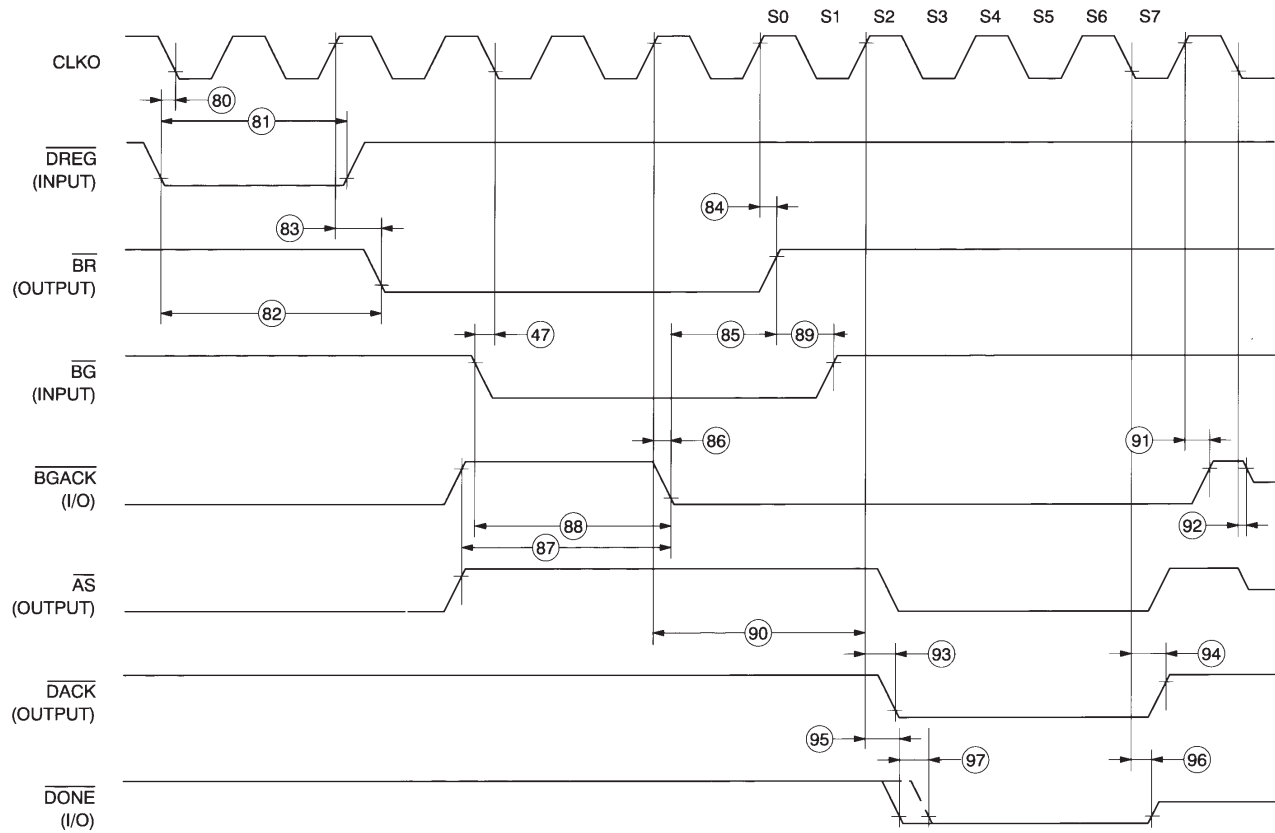 S0 S1 S2 S3 S4 S5 S6 S7
CLKO
80
81
DREG
(INPUT)
84
83
BR
(OUTPUT)
82
47
85
89
BG
(INPUT)
86
91
BGACK
(I/O)
88
92
87
AS
(OUTPUT)
90
93
94
DACK
(OUTPUT)
95
97
96
DONE
(I/O)